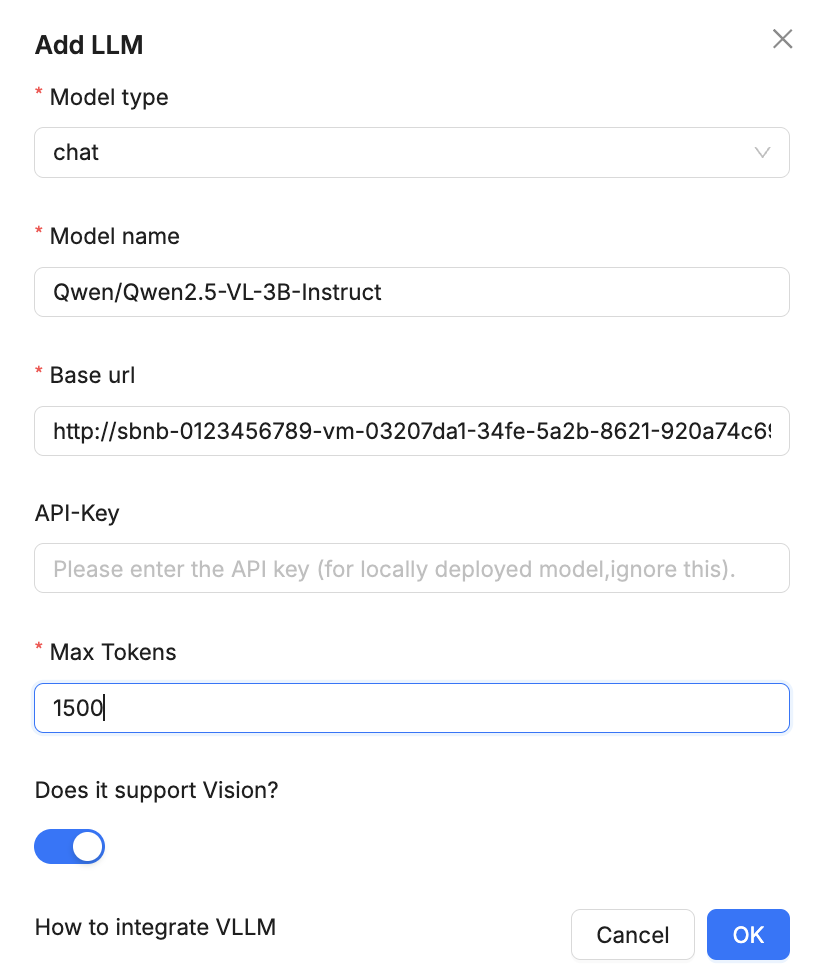 Add LLM
* Model type
chat
* Model name
Qwen/Qwen2.5-VL-3B-Instruct
* Base url
http://sbnb-0123456789-vm-03207da1-34fe-5a2b-8621-920a74c69
API-Key
Please enter the API key (for locally deployed model,ignore this).
* Max Tokens
1500
Does it support Vision?
How to integrate VLLM
Cancel
OK